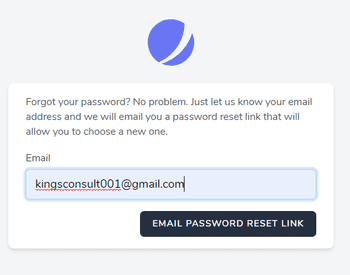 Forgot your password? No problem. Just let us know your email
address and we will email you a password reset link that will
allow you to choose a new one.
Email
kingsconsult001@gmail.com
EMAIL PASSWORD RESET LINK